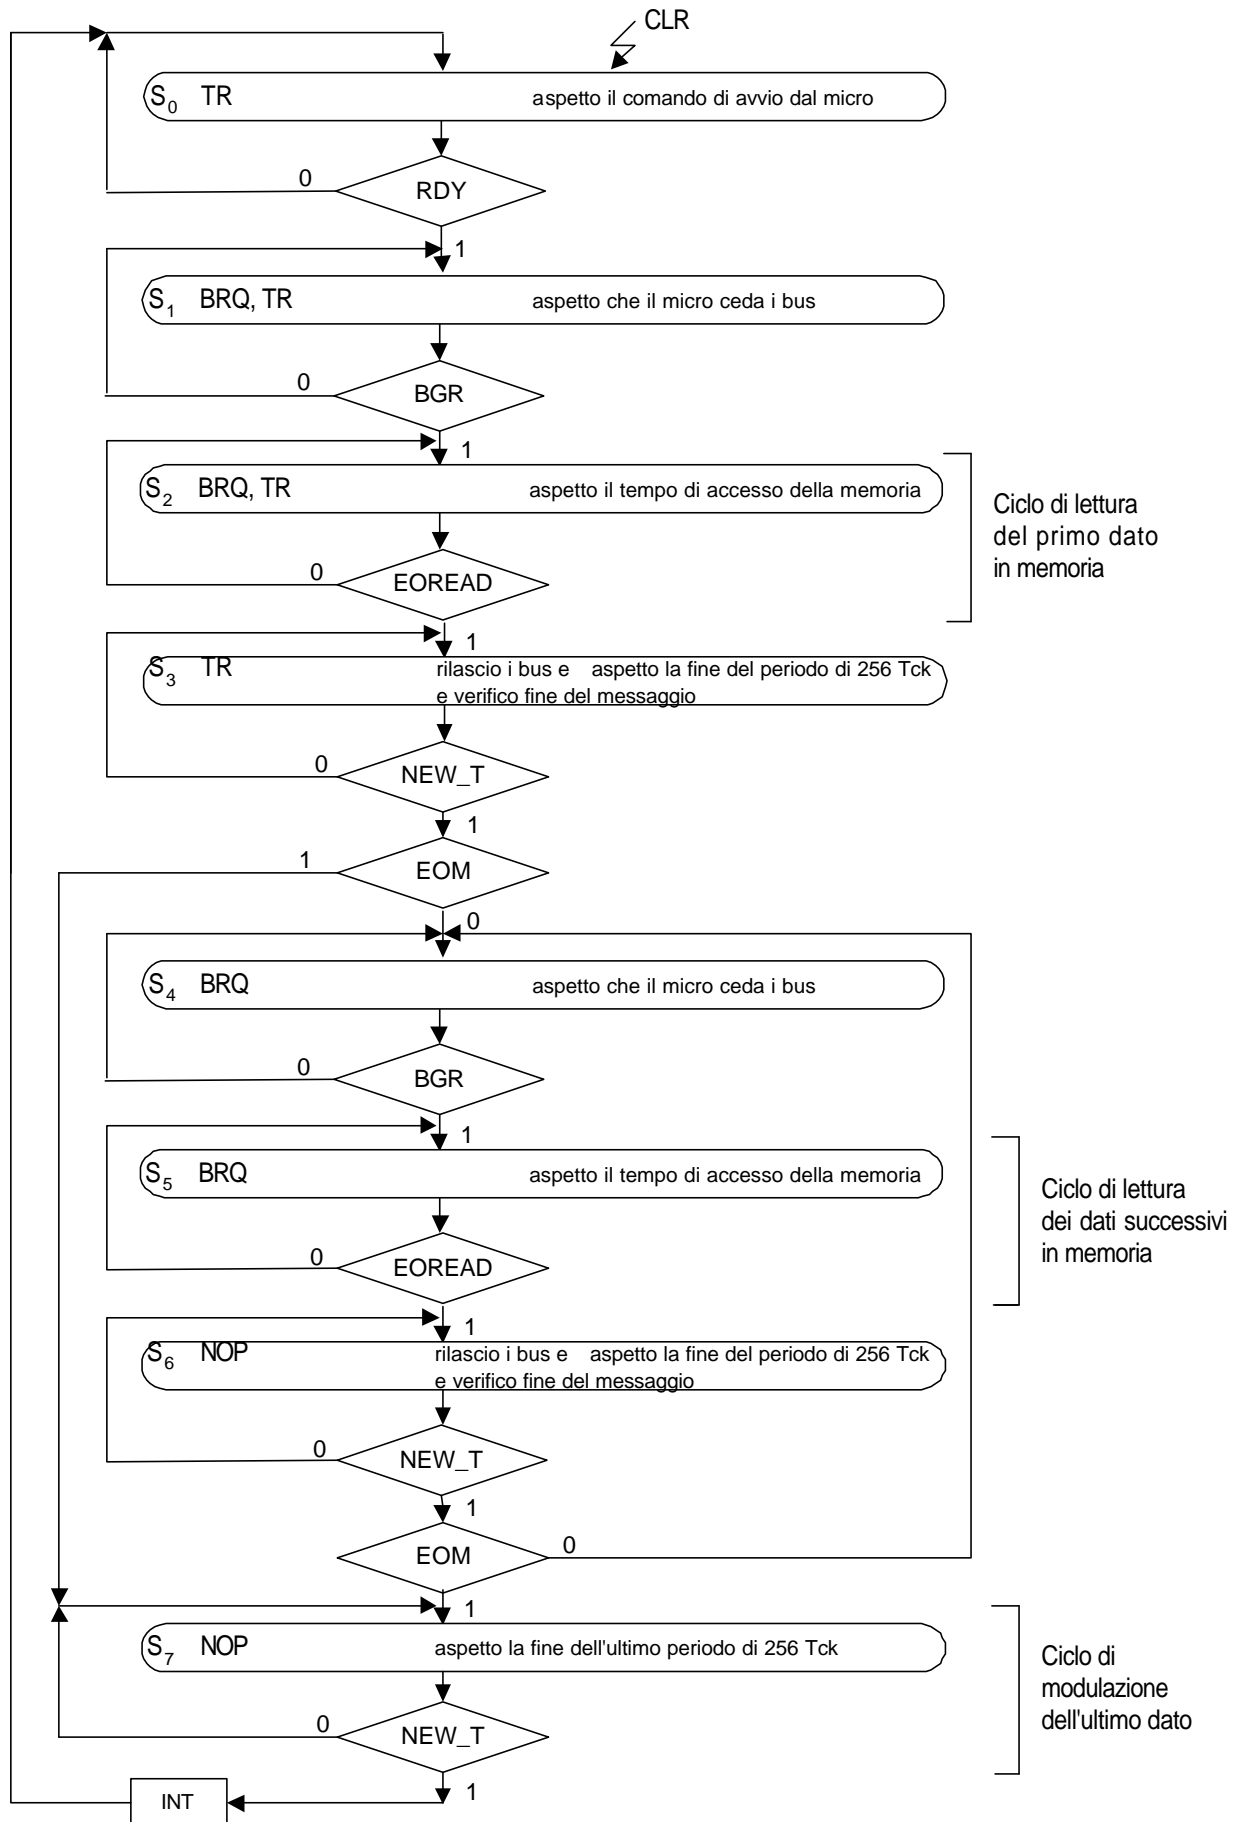 CLR
S0 TR aspetto il comando di avvio dal micro
0
RDY
1
S1 BRQ, TR aspetto che il micro ceda i bus
0
BGR
1
S2 BRQ, TR aspetto il tempo di accesso della memoria
Ciclo di lettura
del primo dato
in memoria
0
EOREAD
1
S3 TR rilascio i bus e aspetto la fine del periodo di 256 Tck
e verifico fine del messaggio
0
NEW_T
1
1
EOM
0
S4 BRQ aspetto che il micro ceda i bus
0
BGR
1
S5 BRQ aspetto il tempo di accesso della memoria
Ciclo di lettura
dei dati successivi
in memoria
0
EOREAD
1
S6 NOP rilascio i bus e aspetto la fine del periodo di 256 Tck
e verifico fine del messaggio
0
NEW_T
1
EOM
0
1
S7 NOP aspetto la fine dell'ultimo periodo di 256 Tck
Ciclo di
modulazione
dell'ultimo dato
0
NEW_T
1
INT